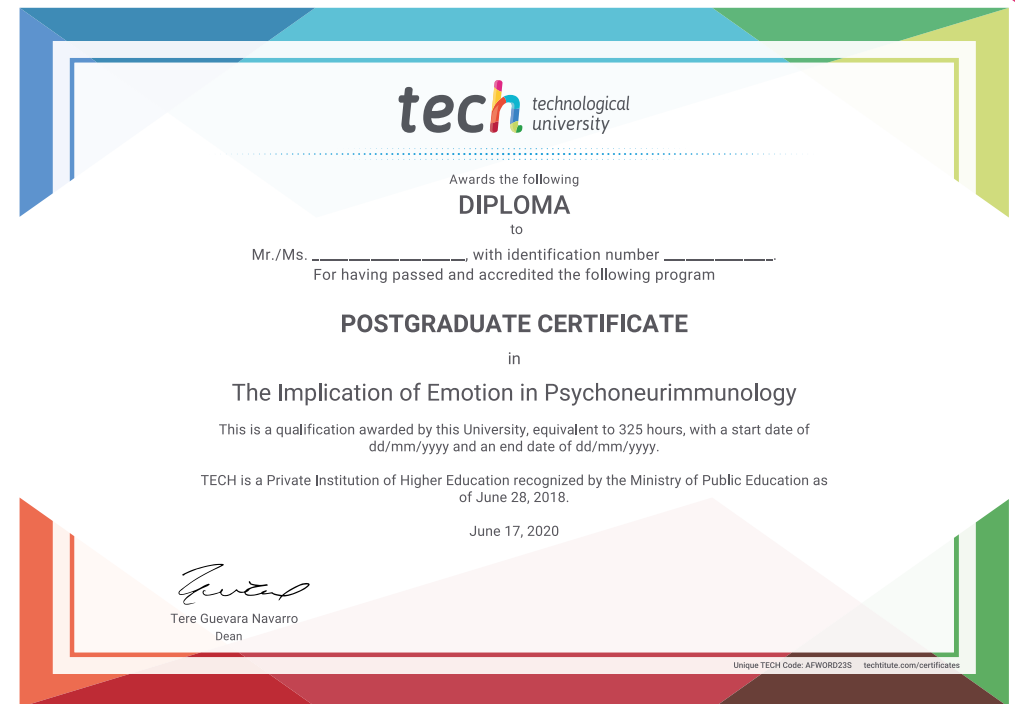 tech technological
university
Awards the following
DIPLOMA
to
Mr./Ms. ____________________, with identification number ______________.
For having passed and accredited the following program
POSTGRADUATE CERTIFICATE
in
The Implication of Emotion in Psychoneurimmunology
This is a qualification awarded by this University, equivalent to 325 hours, with a start date of
dd/mm/yyyy and an end date of dd/mm/yyyy.
TECH is a Private Institution of Higher Education recognized by the Ministry of Public Education as
of June 28, 2018.
June 17, 2020
Tere Guevara Navarro
Dean
Unique TECH Code: AFWORD23S techtitute.com/certificates